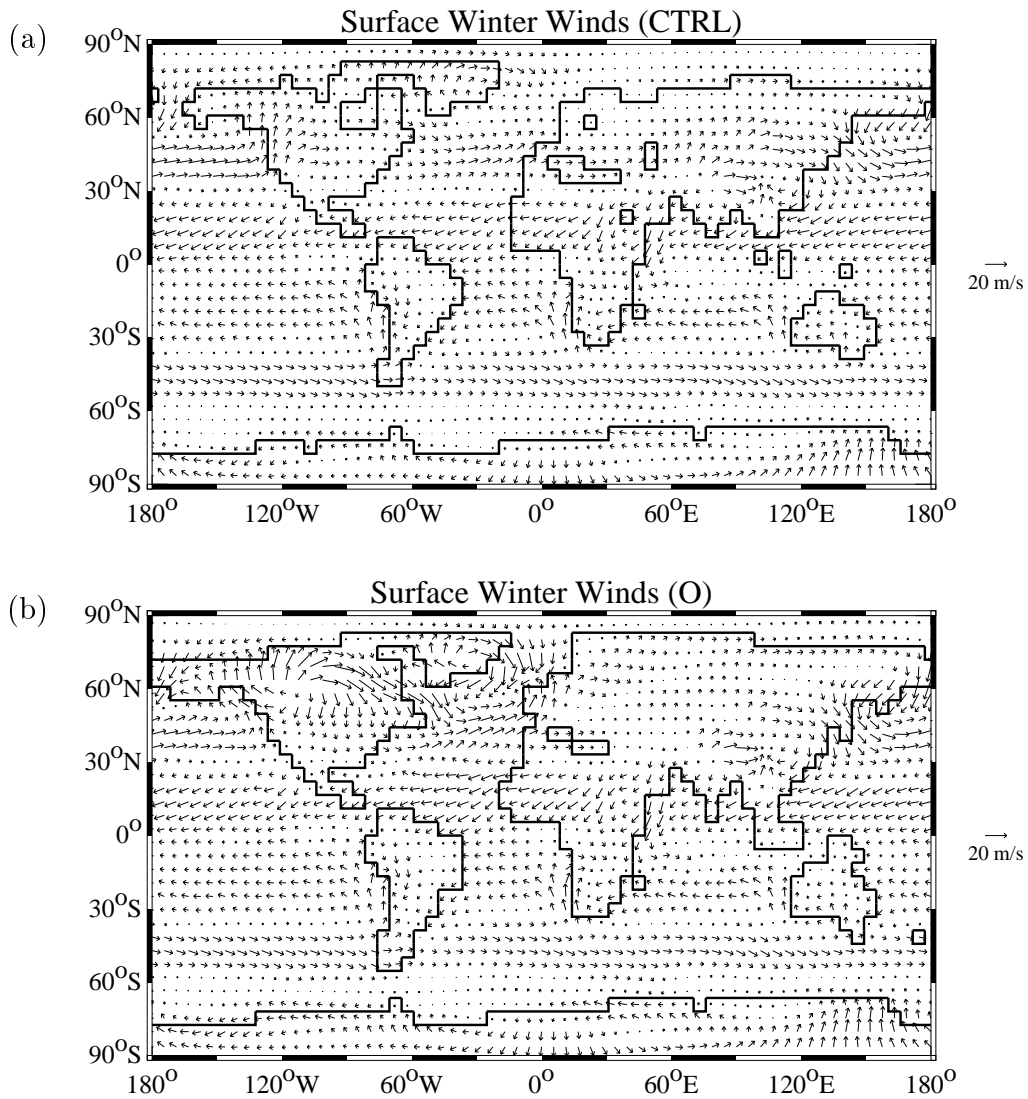 (a)
Surface Winter Winds (CTRL)
90°N
60°N
30°N
0°
30°S
60°S
90°S
180° 120°W 60°W 0° 60°E 120°E 180°
20 m/s
(b)
Surface Winter Winds (O)
90°N
60°N
30°N
0°
30°S
60°S
90°S
180° 120°W 60°W 0° 60°E 120°E 180°
20 m/s